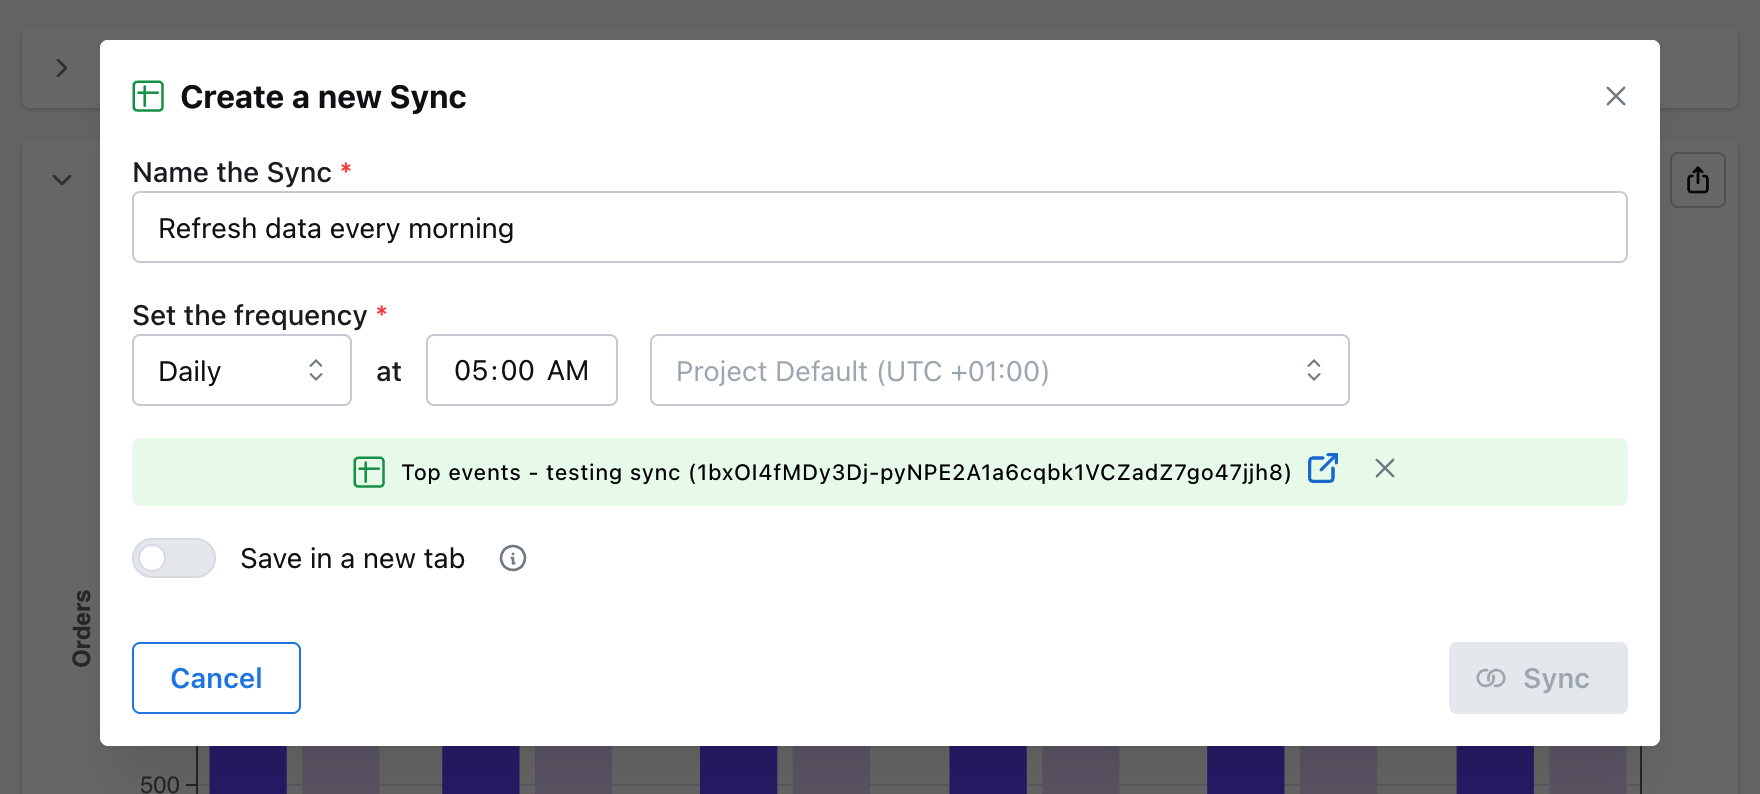 Create a new Sync
Name the Sync *
Refresh data every morning
Set the frequency *
Daily at 05:00 AM Project Default (UTC +01:00)
Top events - testing sync (1bxOI4fMDy3Dj-pyNPE2A1a6cqbk1VCZadZ7go47jjh8)
Save in a new tab
Orders
Cancel
Sync
500